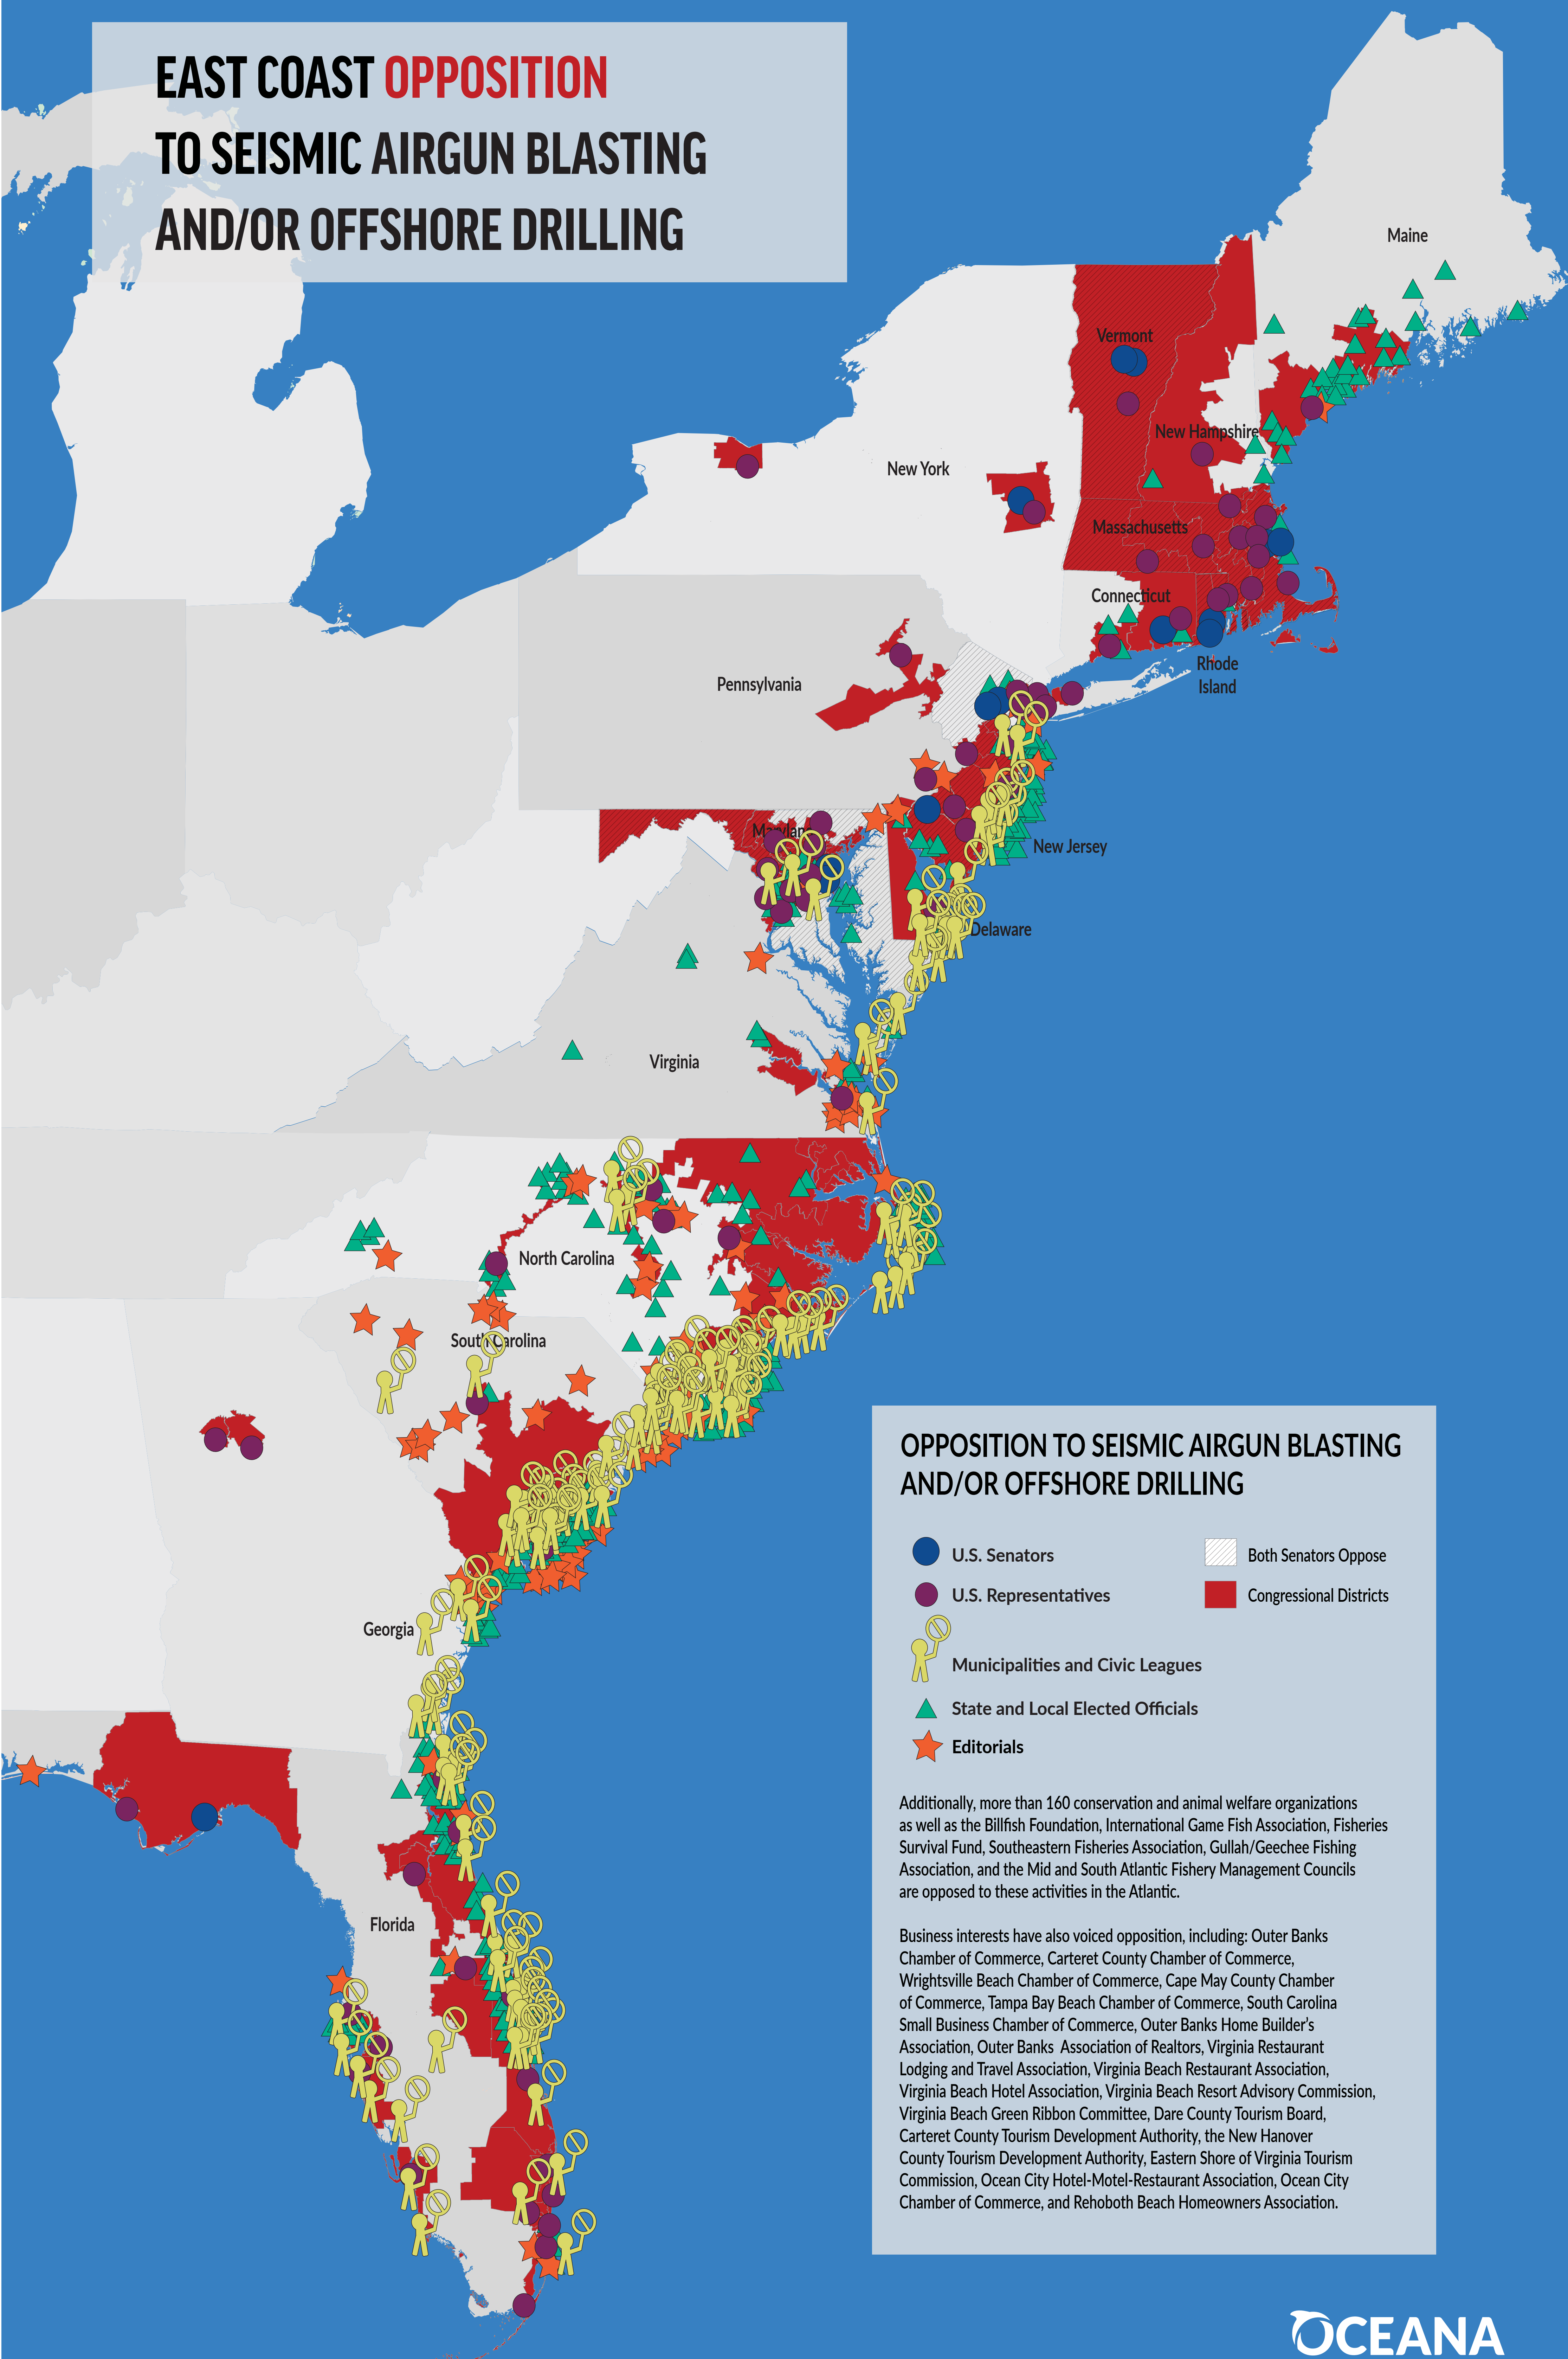 EAST COAST OPPOSITION
TO SEISMIC AIRGUN BLASTING
AND/OR OFFSHORE DRILLING
Maine
Vermont
New Hampshire
New York
Massachusetts
Connecticut
Rhode
Island
Pennsylvania
Marylan
New Jersey
Delaware
Virginia
North Carolina
South Carolina
Georgia
Florida
OPPOSITION TO SEISMIC AIRGUN BLASTING
AND/OR OFFSHORE DRILLING
U.S. Senators
Both Senators Oppose
U.S. Representatives
Congressional Districts
Municipalities and Civic Leagues
State and Local Elected Officials
Editorials
Additionally, more than 160 conservation and animal welfare organizations
as well as the Billfish Foundation, International Game Fish Association, Fisheries
Survival Fund, Southeastern Fisheries Association, Gullah/Geechee Fishing
Association, and the Mid and South Atlantic Fishery Management Councils
are opposed to these activities in the Atlantic.
Business interests have also voiced opposition, including: Outer Banks
Chamber of Commerce, Carteret County Chamber of Commerce,
Wrightsville Beach Chamber of Commerce, Cape May County Chamber
of Commerce, Tampa Bay Beach Chamber of Commerce, South Carolina
Small Business Chamber of Commerce, Outer Banks Home Builder's
Association, Outer Banks Association of Realtors, Virginia Restaurant
Lodging and Travel Association, Virginia Beach Restaurant Association,
Virginia Beach Hotel Association, Virginia Beach Resort Advisory Commission,
Virginia Beach Green Ribbon Committee, Dare County Tourism Board,
Carteret County Tourism Development Authority, the New Hanover
County Tourism Development Authority, Eastern Shore of Virginia Tourism
Commission, Ocean City Hotel-Motel-Restaurant Association, Ocean City
Chamber of Commerce, and Rehoboth Beach Homeowners Association.
OCEANA